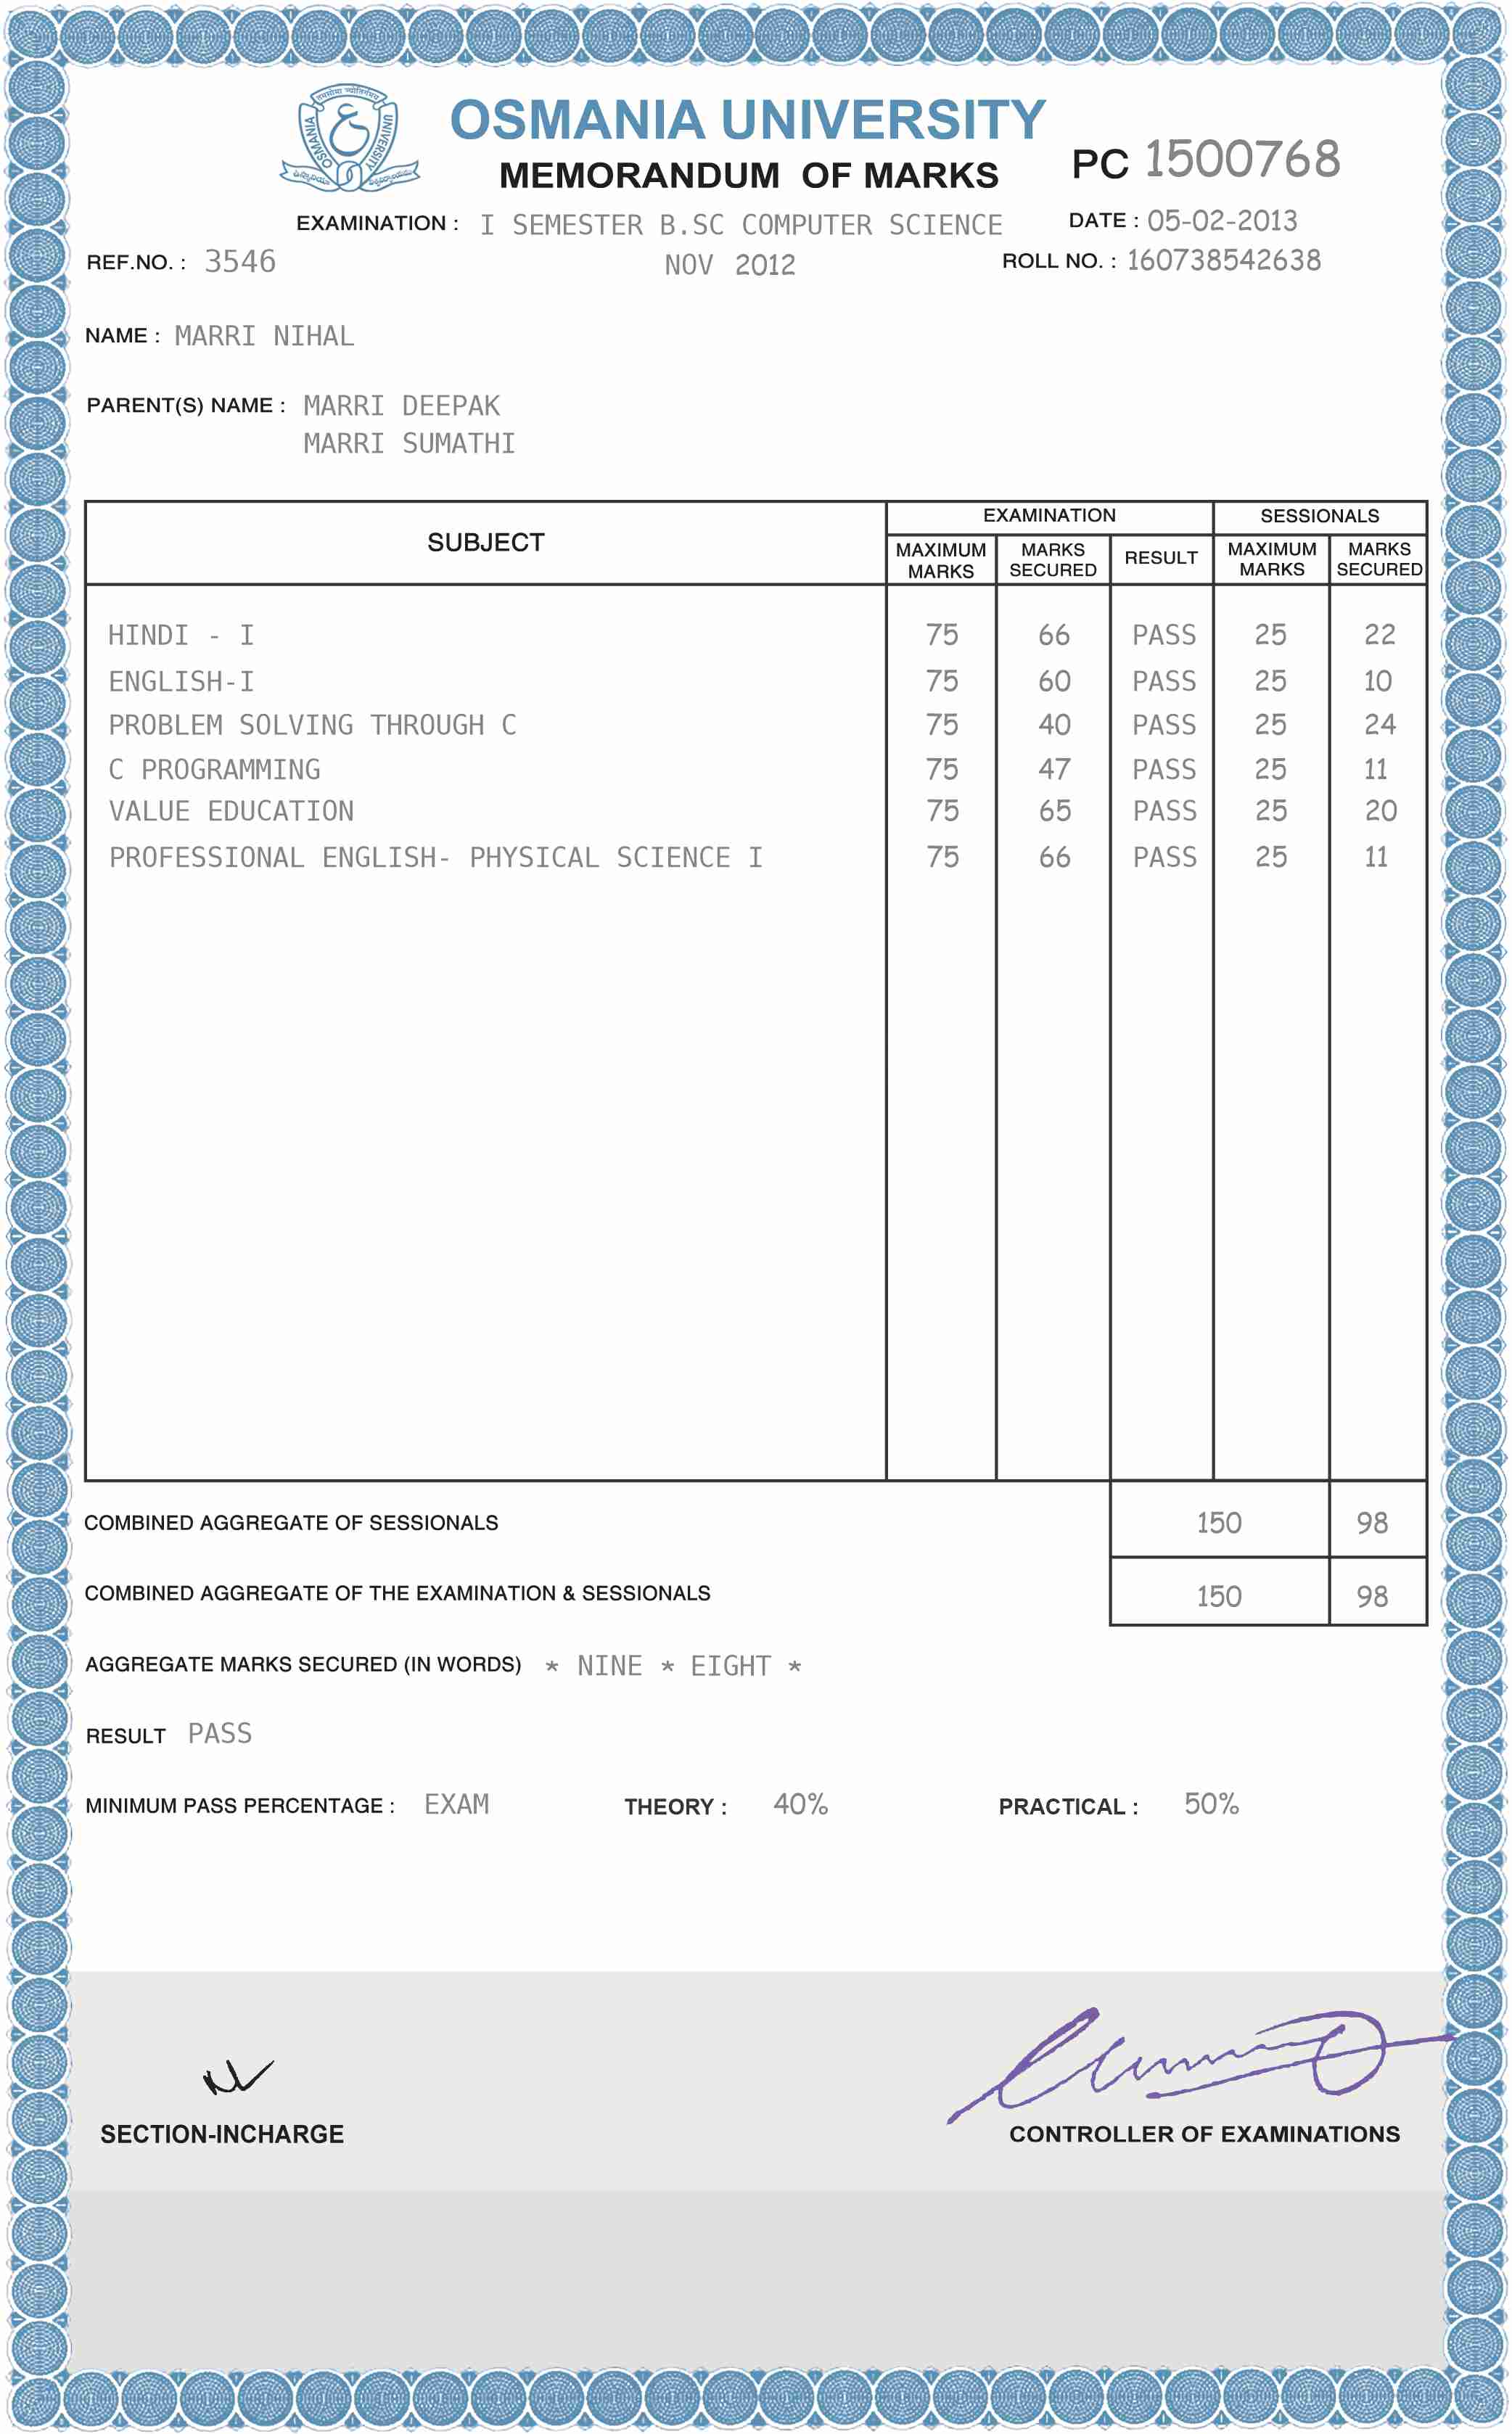 OSMANIA UNIVERSITY
MEMORANDUM OF MARKS
PC 1500768
EXAMINATION : I SEMESTER B.SC COMPUTER SCIENCE DATE : 05-02-2013
REF.NO. : 3546 NOV 2012 ROLL NO. : 160738542638
NAME : MARRI NIHAL
PARENT(S) NAME : MARRI DEEPAK
MARRI SUMATHI
SUBJECT EXAMINATION SESSIONALS
MAXIMUM MARKS MARKS SECURED RESULT MAXIMUM MARKS MARKS SECURED
HINDI - I 75 66 PASS 25 22
ENGLISH-I 75 60 PASS 25 10
PROBLEM SOLVING THROUGH C 75 40 PASS 25 24
C PROGRAMMING 75 47 PASS 25 11
VALUE EDUCATION 75 65 PASS 25 20
PROFESSIONAL ENGLISH- PHYSICAL SCIENCE I 75 66 PASS 25 11
COMBINED AGGREGATE OF SESSIONALS 150 98
COMBINED AGGREGATE OF THE EXAMINATION & SESSIONALS 150 98
AGGREGATE MARKS SECURED (IN WORDS) * NINE * EIGHT *
RESULT PASS
MINIMUM PASS PERCENTAGE : EXAM THEORY : 40% PRACTICAL : 50%
SECTION-INCHARGE CONTROLLER OF EXAMINATIONS